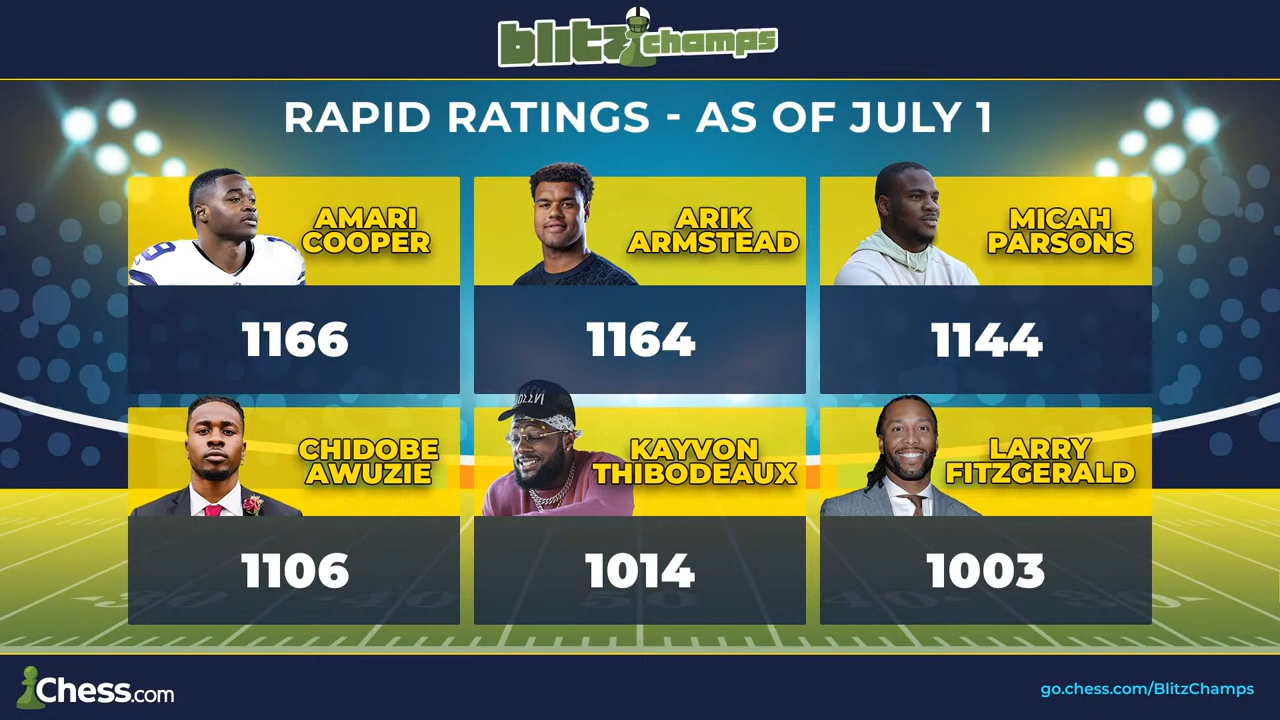 blitz champs
RAPID RATINGS - AS OF JULY 1
AMARI
COOPER
1166
ARIK
ARMSTEAD
1164
MICAH
PARSONS
1144
CHIDOBE
AWUZIE
1106
KAYVON
THIBODEAUX
1014
LARRY
FITZGERALD
1003
Chess.com
go.chess.com/BlitzChamps